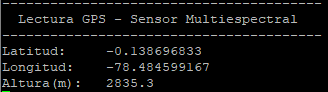 -----------------------------------------
Lectura GPS - Sensor Multiespectral
-----------------------------------------
Latitud: -0.138696833
Longitud: -78.484599167
Altura(m): 2835.3